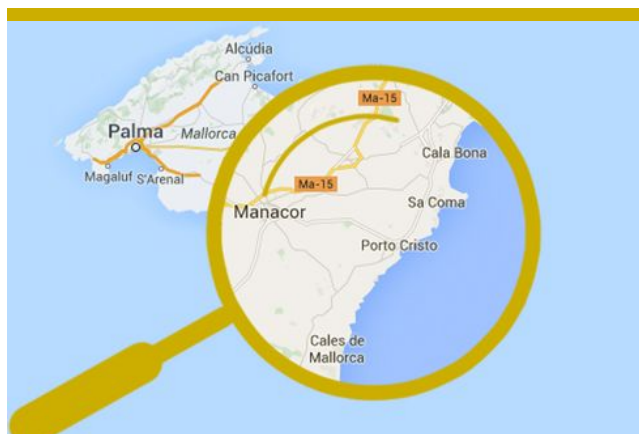 Alcúdia
Can Picafort
Palma
Mallorca
Magaluf
S'Arenal
Ma-15
Cala Bona
Ma-15
Sa Coma
Manacor
Porto Cristo
Cales de
Mallorca